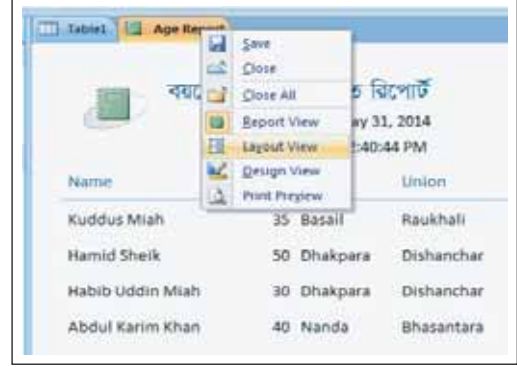 Table1 Age Report
Save
Close
Close All
Report View
Layout View
Design View
Print Preview
রিপোর্ট
ay 31, 2014
:40:44 PM
Name Union
Kuddus Miah 35 Basail Raukhali
Hamid Sheik 50 Dhakpara Dishanchar
Habib Uddin Miah 30 Dhakpara Dishanchar
Abdul Karim Khan 40 Nanda Bhasantara